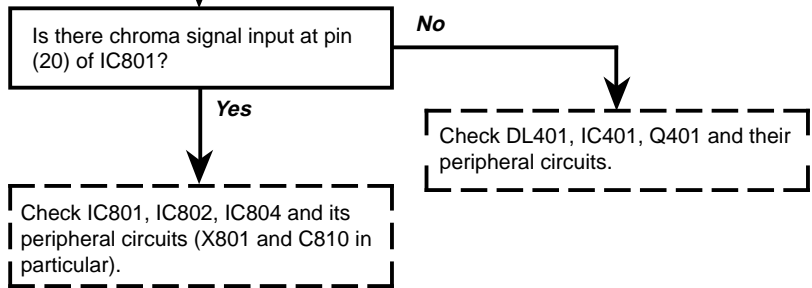 Is there chroma signal input at pin
(20) of IC801?
No
Yes
Check DL401, IC401, Q401 and their
peripheral circuits.
Check IC801, IC802, IC804 and its
peripheral circuits (X801 and C810 in
particular).